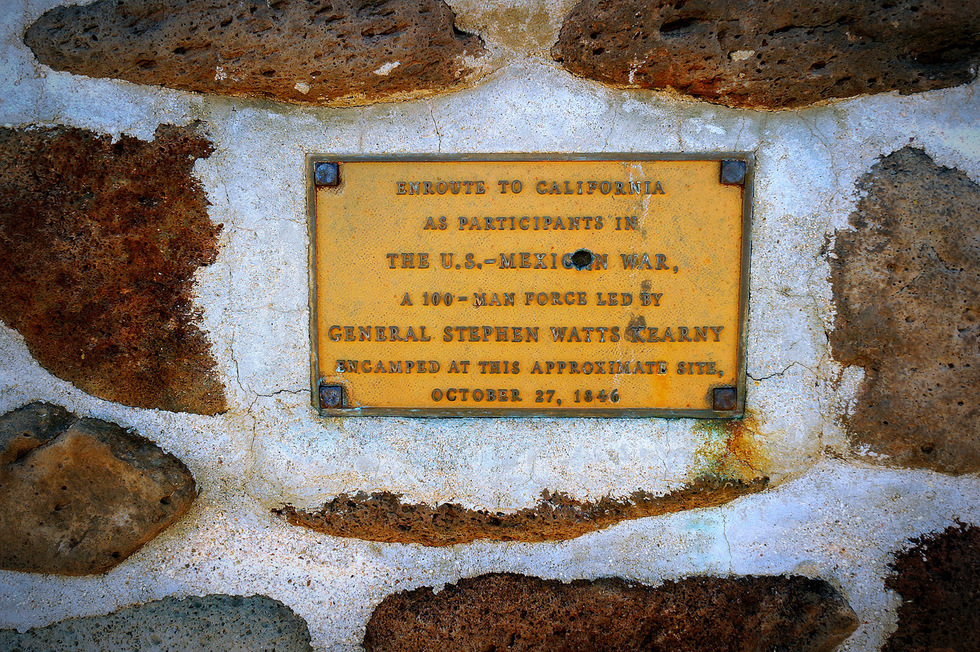 ENROUTE TO CALIFORNIA
AS PARTICIPANTS IN
THE U.S.-MEXICAN WAR,
A 100-MAN FORCE LED BY
GENERAL STEPHEN WATTS KEARNY
ENCAMPED AT THIS APPROXIMATE SITE,
OCTOBER 27, 1846